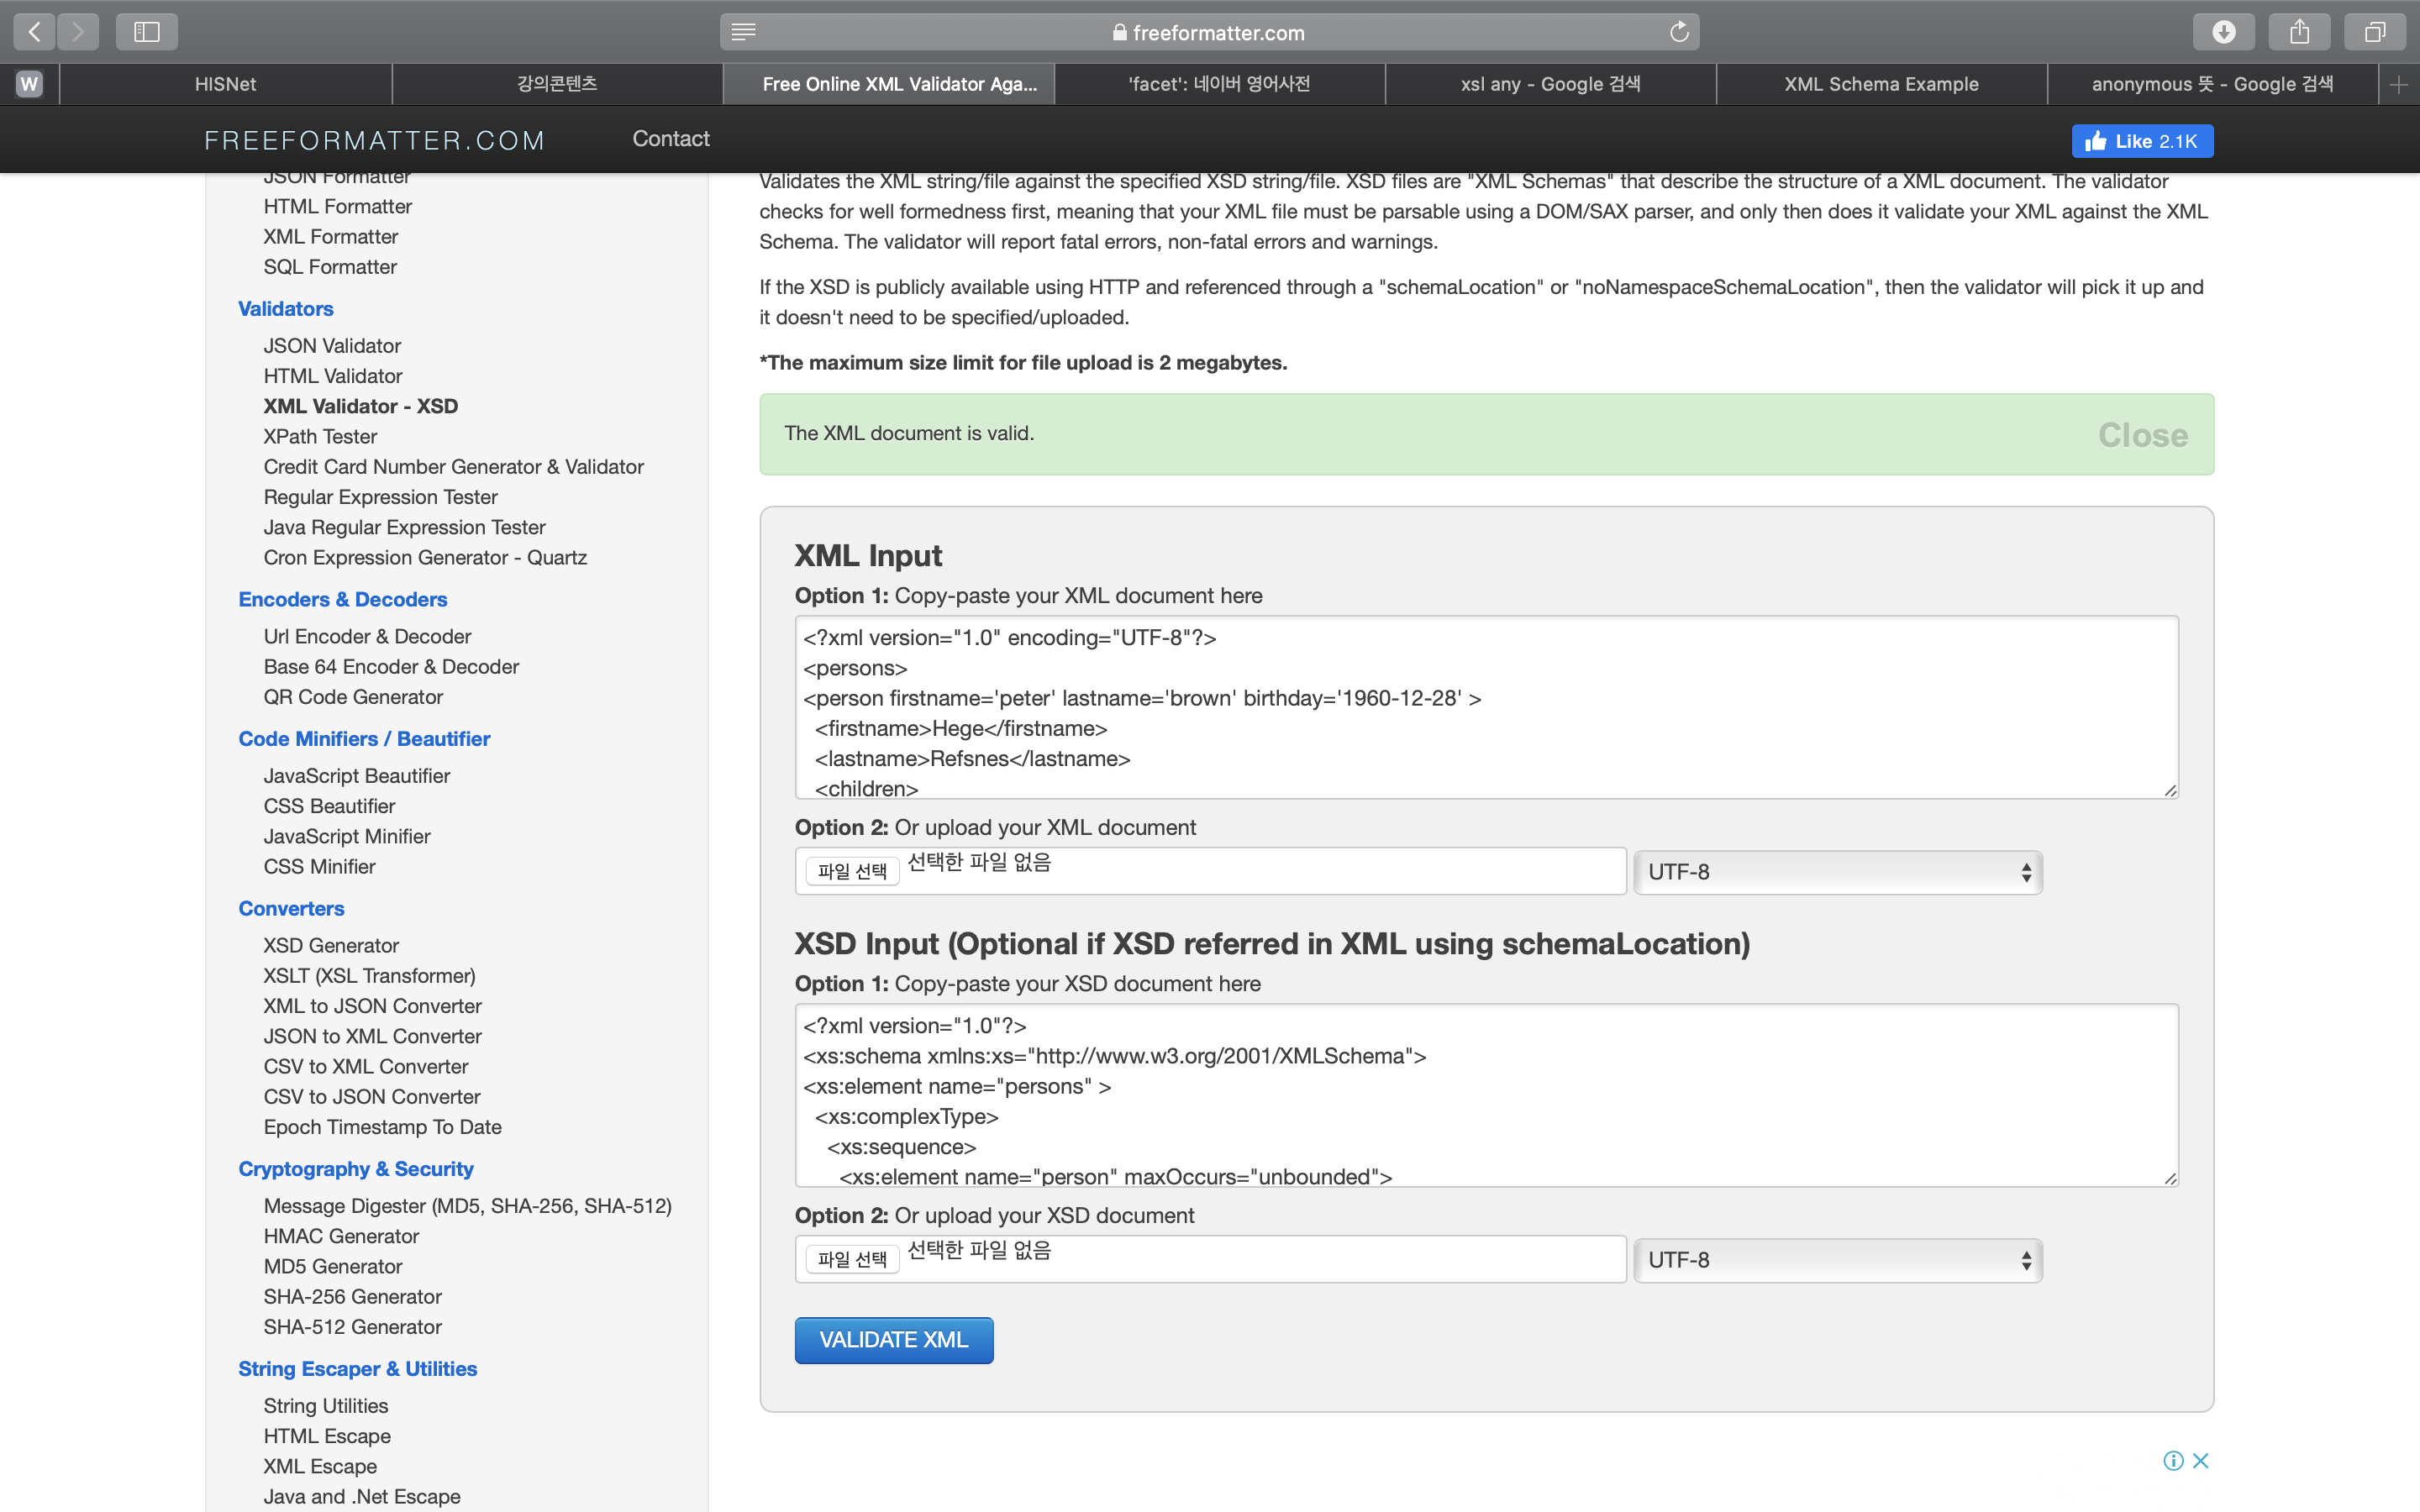 freeformatter.com
W
HISNet
강의콘텐츠
Free Online XML Validator Aga...
'facet': 네이버 영어사전
xsl any - Google 검색
XML Schema Example
anonymous 뜻 - Google 검색
FREEFORMATTER.COM
Contact
Like 2.1K
JSON Formatter
HTML Formatter
XML Formatter
SQL Formatter
Validators
JSON Validator
HTML Validator
XML Validator - XSD
XPath Tester
Credit Card Number Generator & Validator
Regular Expression Tester
Java Regular Expression Tester
Cron Expression Generator - Quartz
Encoders & Decoders
Url Encoder & Decoder
Base 64 Encoder & Decoder
QR Code Generator
Code Minifiers / Beautifier
JavaScript Beautifier
CSS Beautifier
JavaScript Minifier
CSS Minifier
Converters
XSD Generator
XSLT (XSL Transformer)
XML to JSON Converter
JSON to XML Converter
CSV to XML Converter
CSV to JSON Converter
Epoch Timestamp To Date
Cryptography & Security
Message Digester (MD5, SHA-256, SHA-512)
HMAC Generator
MD5 Generator
SHA-256 Generator
SHA-512 Generator
String Escaper & Utilities
String Utilities
HTML Escape
XML Escape
Java and .Net Escape
Validates the XML string/file against the specified XSD string/file. XSD files are "XML Schemas" that describe the structure of a XML document. The validator
checks for well formedness first, meaning that your XML file must be parsable using a DOM/SAX parser, and only then does it validate your XML against the XML
Schema. The validator will report fatal errors, non-fatal errors and warnings.
If the XSD is publicly available using HTTP and referenced through a "schemaLocation" or "noNamespaceSchemaLocation", then the validator will pick it up and
it doesn't need to be specified/uploaded.
*The maximum size limit for file upload is 2 megabytes.
The XML document is valid.
Close
XML Input
Option 1: Copy-paste your XML document here
<?xml version="1.0" encoding="UTF-8"?>
<persons>
<person firstname='peter' lastname='brown' birthday='1960-12-28' >
<firstname>Hege</firstname>
<lastname>Refsnes</lastname>
<children>
Option 2: Or upload your XML document
파일 선택 선택한 파일 없음
UTF-8
XSD Input (Optional if XSD referred in XML using schemaLocation)
Option 1: Copy-paste your XSD document here
<?xml version="1.0"?>
<xs:schema xmlns:xs="http://www.w3.org/2001/XMLSchema">
<xs:element name="persons" >
<xs:complexType>
<xs:sequence>
<xs:element name="person" maxOccurs="unbounded">
Option 2: Or upload your XSD document
파일 선택 선택한 파일 없음
UTF-8
VALIDATE XML